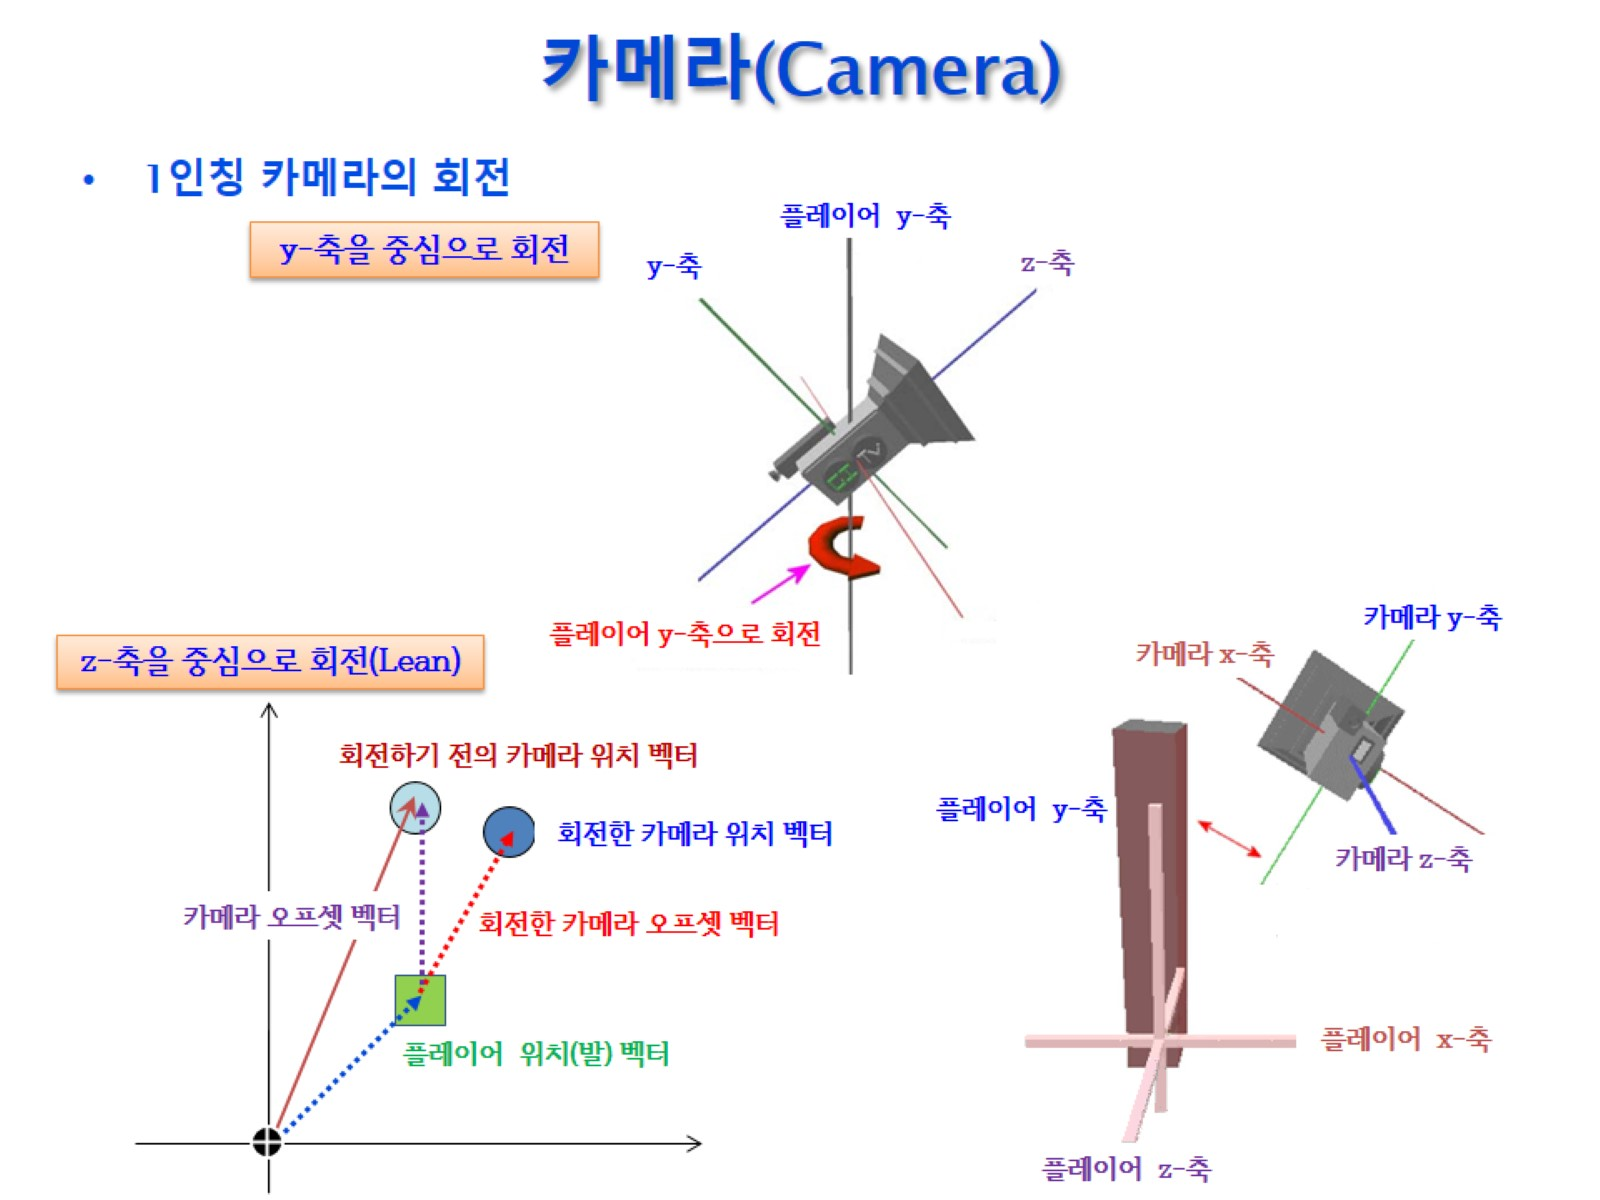 카메라(Camera)
• 1인칭 카메라의 회전
y-축을 중심으로 회전
플레이어 y-축
y-축
z-축
TV
플레이어 y-축으로 회전
z-축을 중심으로 회전(Lean)
회전하기 전의 카메라 위치 벡터
회전한 카메라 위치 벡터
카메라 오프셋 벡터
회전한 카메라 오프셋 벡터
플레이어 위치(발) 벡터
카메라 y-축
카메라 x-축
플레이어 y-축
카메라 z-축
플레이어 x-축
플레이어 z-축